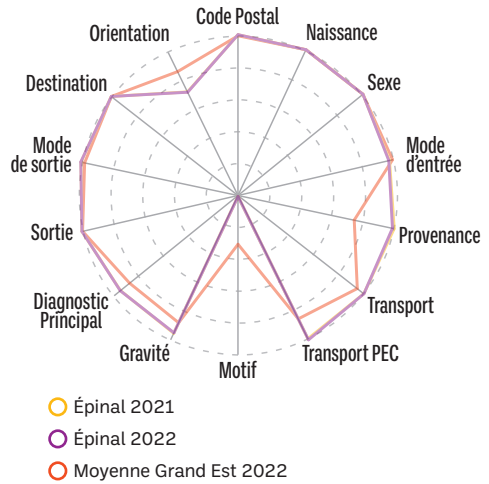 Code Postal
Naissance
Sexe
Mode
d'entrée
Provenance
Transport
Transport PEC
Motif
Gravité
Diagnostic
Principal
Sortie
Mode
de sortie
Destination
Orientation
Épinal 2021
Épinal 2022
Moyenne Grand Est 2022